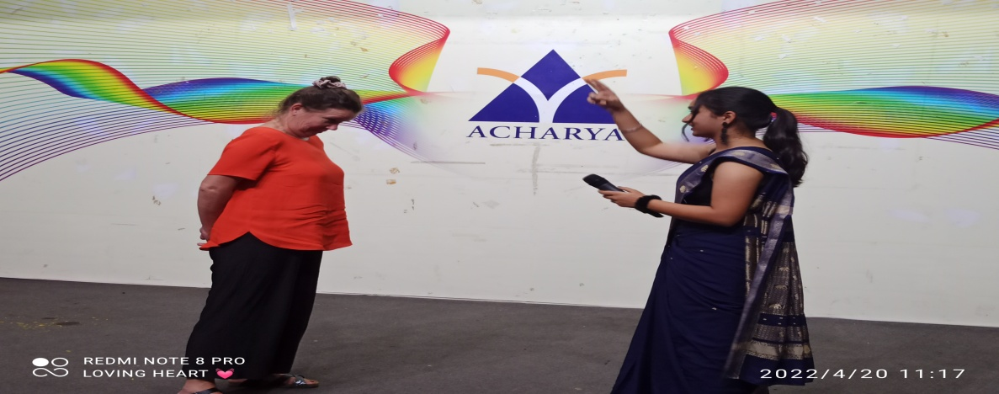 ACHARYA
REDMI NOTE 8 PRO
LOVING HEART 💓
2022/4/20 11:17